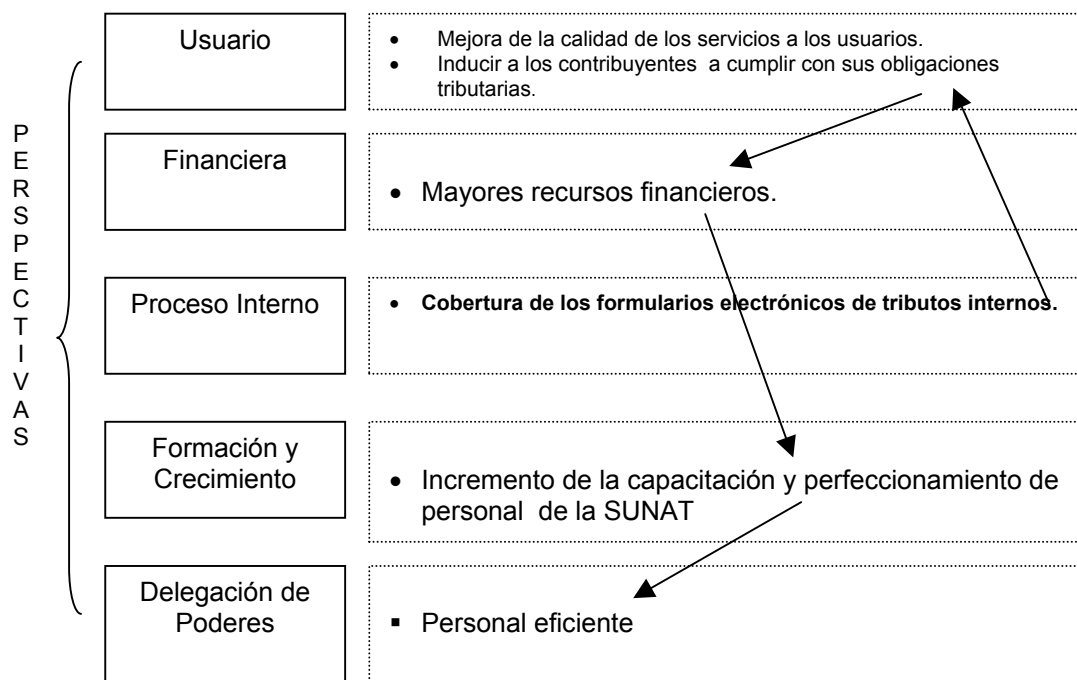 PERSPECTIVAS
Usuario
• Mejora de la calidad de los servicios a los usuarios.
• Inducir a los contribuyentes a cumplir con sus obligaciones
tributarias.
Financiera
• Mayores recursos financieros.
Proceso Interno
• Cobertura de los formularios electrónicos de tributos internos.
Formación y
Crecimiento
• Incremento de la capacitación y perfeccionamiento de
personal de la SUNAT
Delegación de
Poderes
▪ Personal eficiente